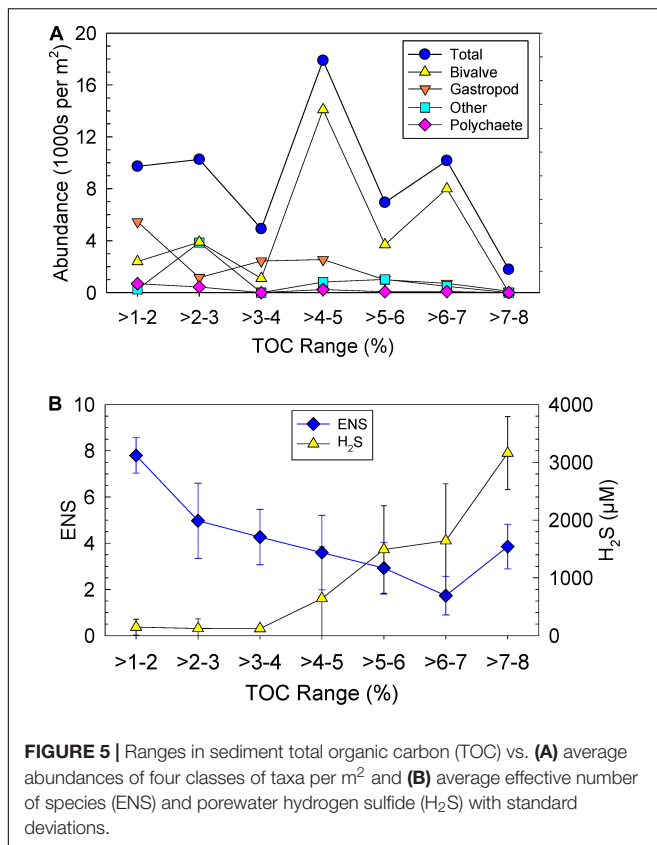 A
20
16
12
8
4
0
Abundance (1000s per m²)
Total
Bivalve
Gastropod
Other
Polychaete
>1-2 >2-3 >3-4 >4-5 >5-6 >6-7 >7-8
TOC Range (%)
B
10
8
6
4
2
0
ENS
ENS
H₂S
4000
3000
2000
1000
0
H₂S (µM)
>1-2 >2-3 >3-4 >4-5 >5-6 >6-7 >7-8
TOC Range (%)
FIGURE 5 | Ranges in sediment total organic carbon (TOC) vs. (A) average
abundances of four classes of taxa per m² and (B) average effective number
of species (ENS) and porewater hydrogen sulfide (H₂S) with standard
deviations.